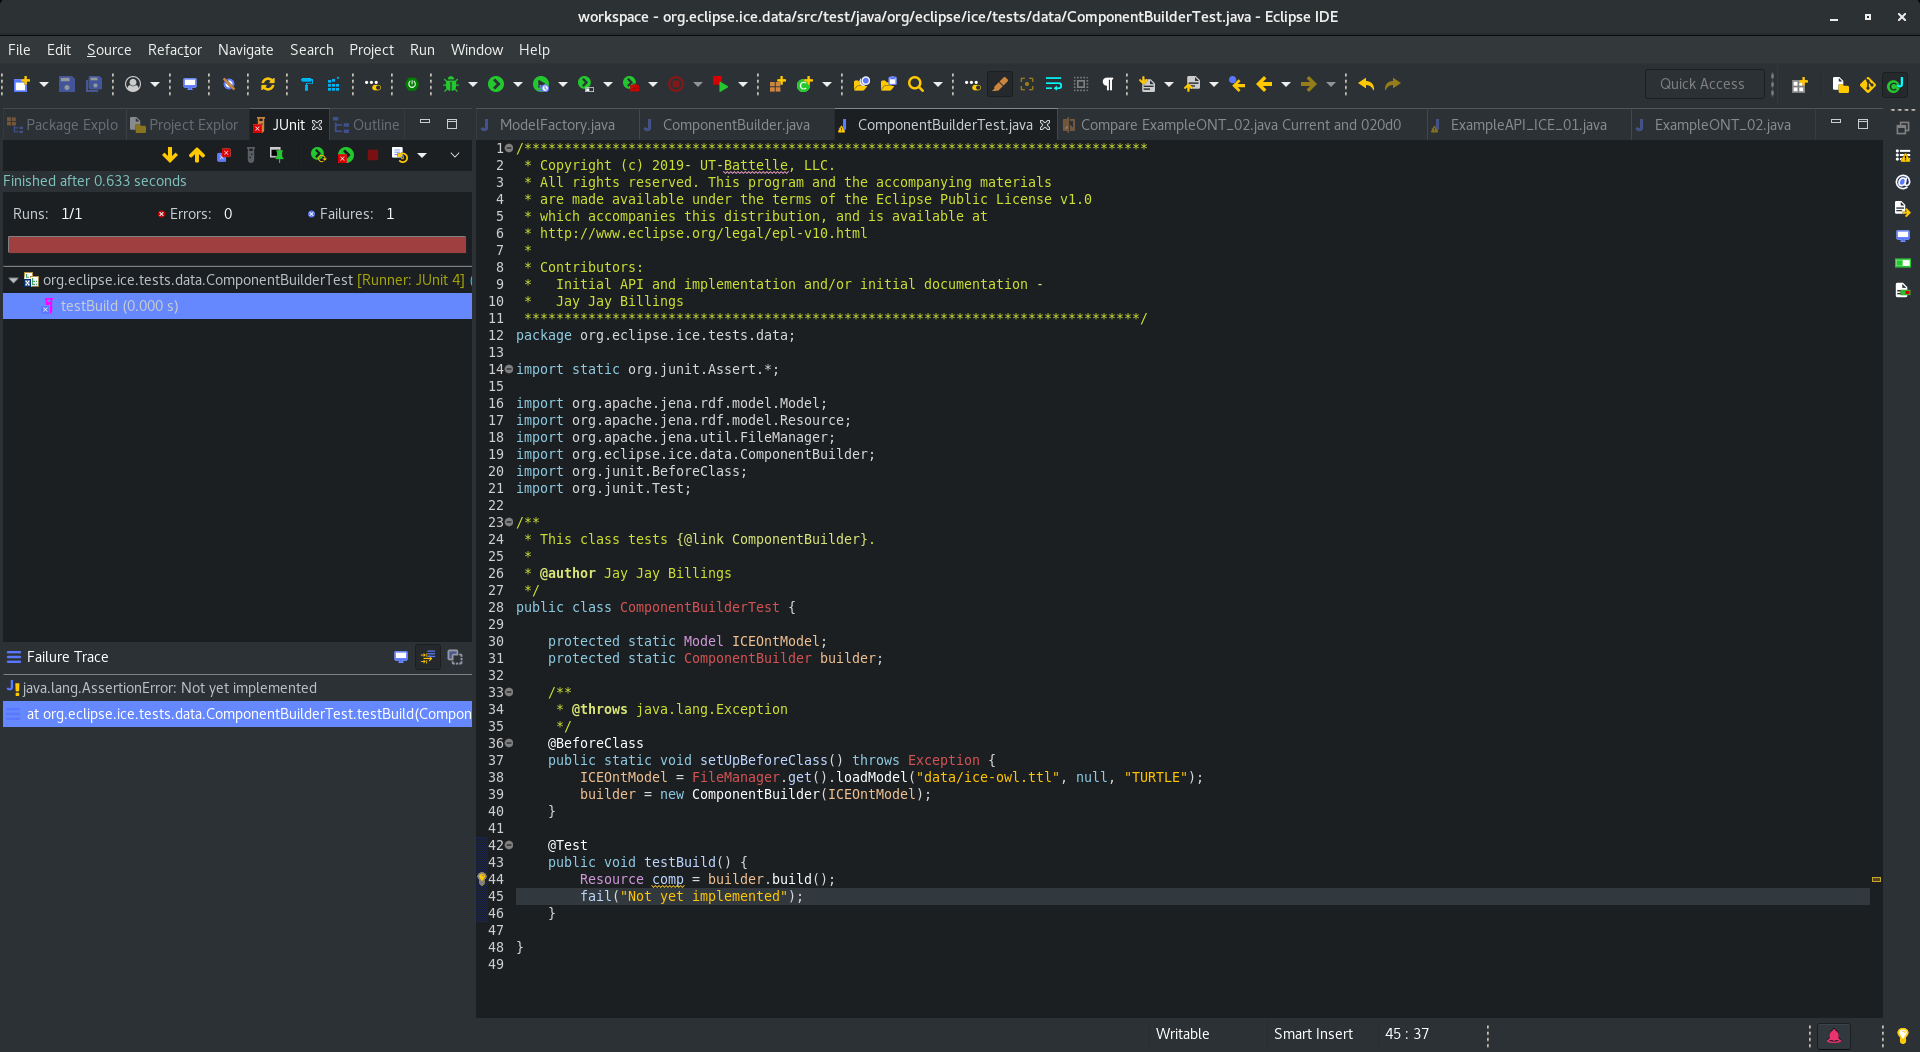 workspace - org.eclipse.ice.data/src/test/java/org/eclipse/ice/tests/data/ComponentBuilderTest.java - Eclipse IDE
File Edit Source Refactor Navigate Search Project Run Window Help
Quick Access
Package Explo Project Explor JUnit Outline
ModelFactory.java ComponentBuilder.java ComponentBuilderTest.java Compare ExampleONT_02.java Current and 020d0 ExampleAPI_ICE_01.java ExampleONT_02.java
Finished after 0.633 seconds
Runs: 1/1 Errors: 0 Failures: 1
org.eclipse.ice.tests.data.ComponentBuilderTest [Runner: JUnit 4] (
testBuild (0.000 s)
Failure Trace
java.lang.AssertionError: Not yet implemented
at org.eclipse.ice.tests.data.ComponentBuilderTest.testBuild(Compon
1 /******************************************************************************
2 * Copyright (c) 2019- UT-Battelle, LLC.
3 * All rights reserved. This program and the accompanying materials
4 * are made available under the terms of the Eclipse Public License v1.0
5 * which accompanies this distribution, and is available at
6 * http://www.eclipse.org/legal/epl-v10.html
7 *
8 * Contributors:
9 *   Initial API and implementation and/or initial documentation -
10 *   Jay Jay Billings
11 *****************************************************************************/
12 package org.eclipse.ice.tests.data;
13
14 import static org.junit.Assert.*;
15
16 import org.apache.jena.rdf.model.Model;
17 import org.apache.jena.rdf.model.Resource;
18 import org.apache.jena.util.FileManager;
19 import org.eclipse.ice.data.ComponentBuilder;
20 import org.junit.BeforeClass;
21 import org.junit.Test;
22
23 /**
24 * This class tests {@link ComponentBuilder}.
25 *
26 * @author Jay Jay Billings
27 */
28 public class ComponentBuilderTest {
29
30     protected static Model ICEOntModel;
31     protected static ComponentBuilder builder;
32
33     /**
34      * @throws java.lang.Exception
35      */
36     @BeforeClass
37     public static void setUpBeforeClass() throws Exception {
38         ICEOntModel = FileManager.get().loadModel("data/ice-owl.ttl", null, "TURTLE");
39         builder = new ComponentBuilder(ICEOntModel);
40     }
41
42     @Test
43     public void testBuild() {
44         Resource comp = builder.build();
45         fail("Not yet implemented");
46     }
47
48 }
49
Writable Smart Insert 45 : 37